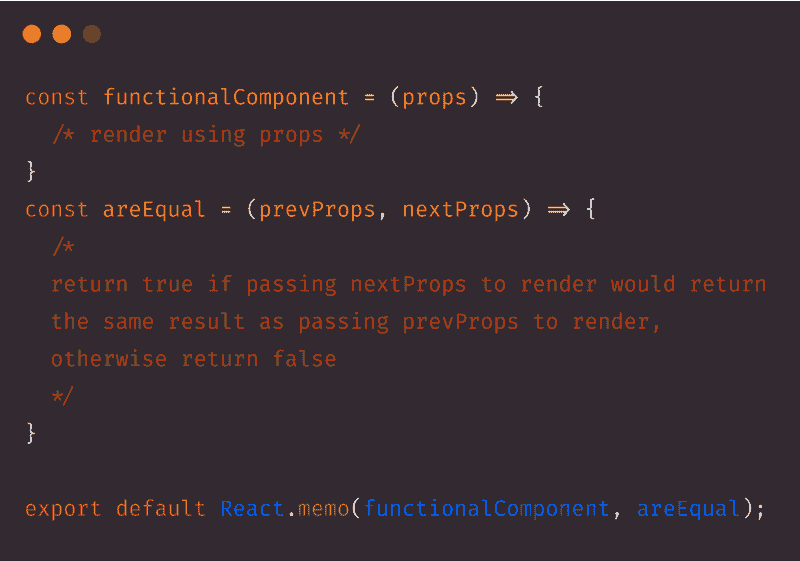 const functionalComponent = (props) => {
/* render using props */
}
const areEqual = (prevProps, nextProps) => {
/*
return true if passing nextProps to render would return
the same result as passing prevProps to render,
otherwise return false
*/
}
export default React.memo(functionalComponent, areEqual);